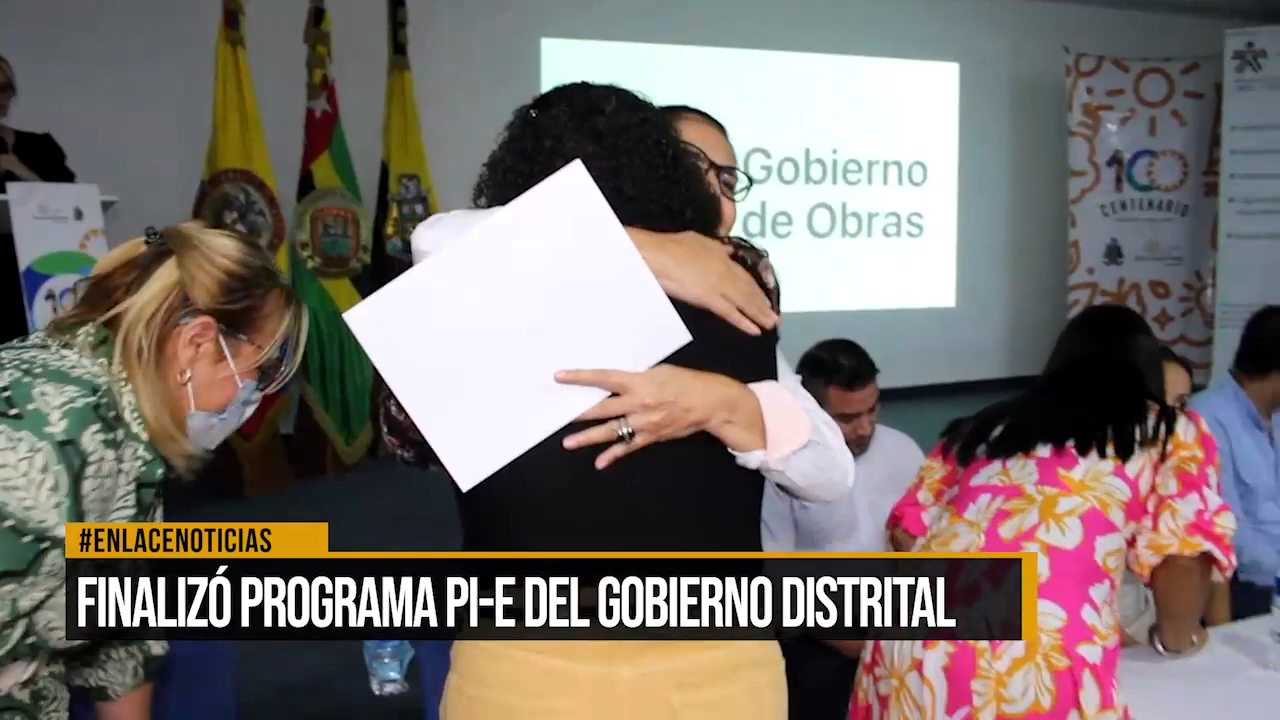 Gobierno
de Obras
100
CENTENARIO
#ENLACENOTICIAS
FINALIZÓ PROGRAMA PI-E DEL GOBIERNO DISTRITAL